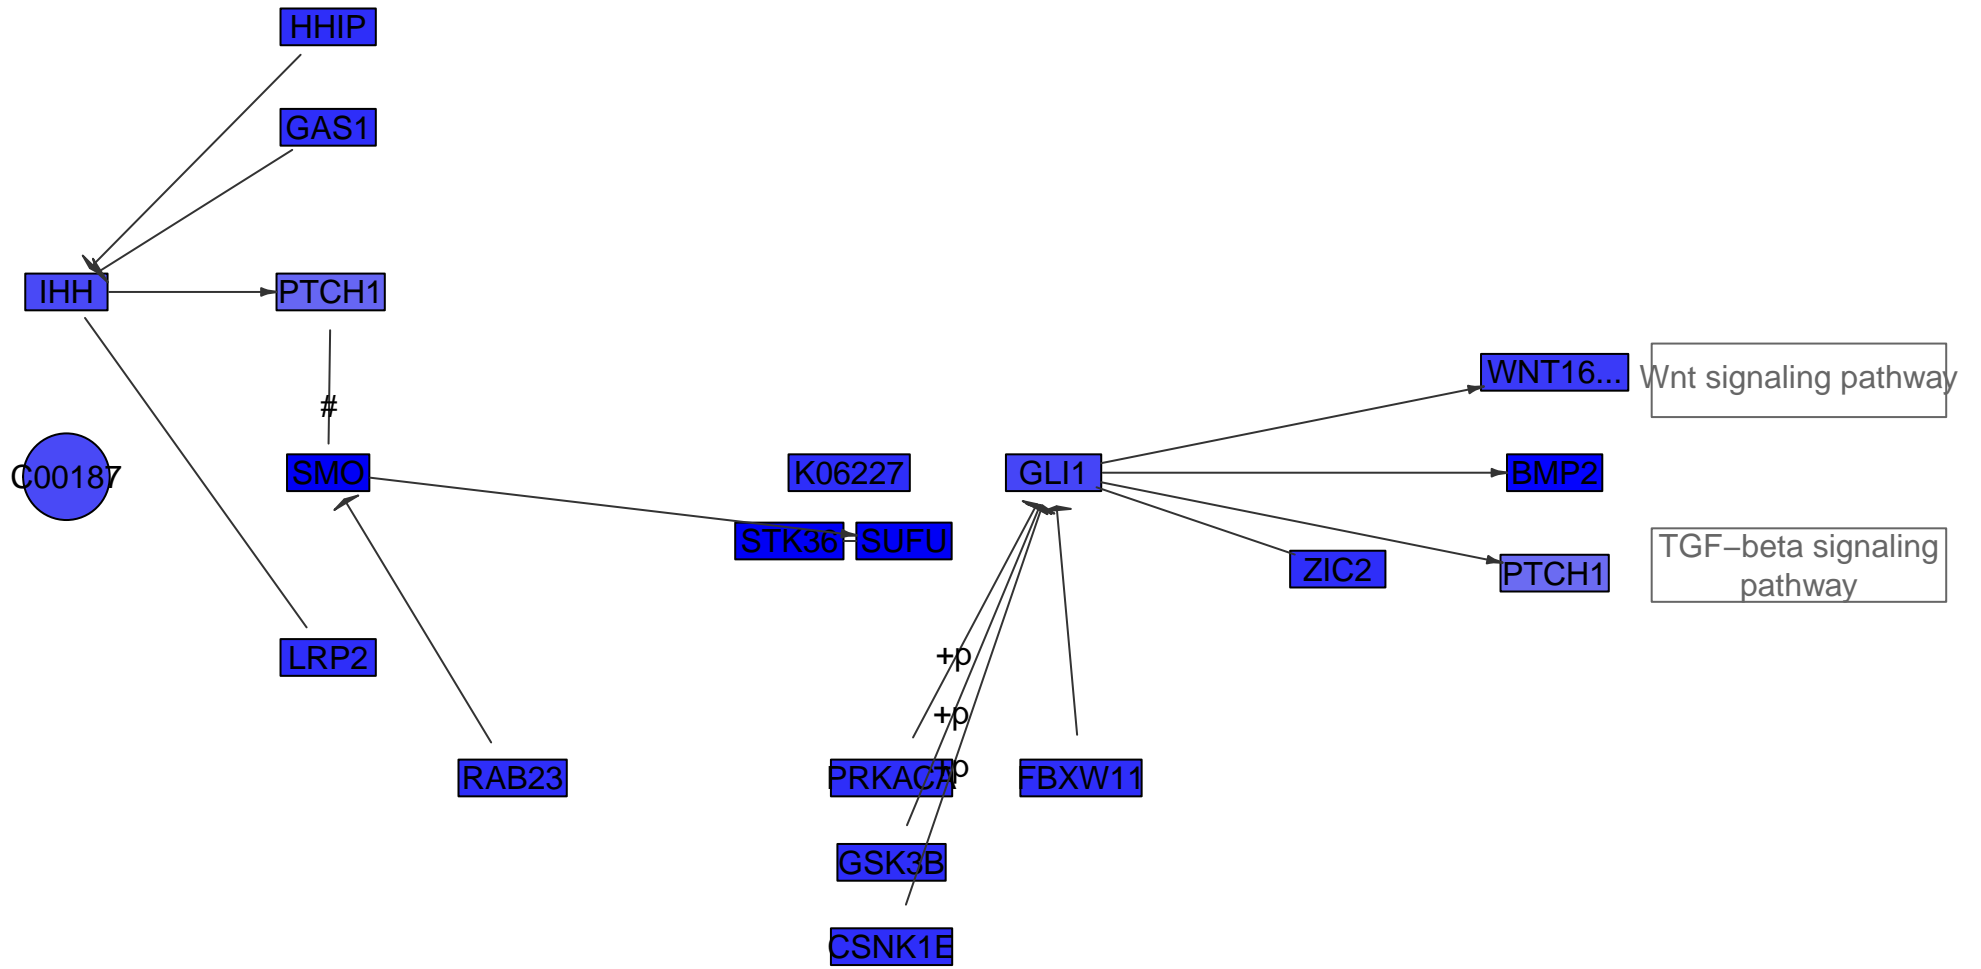 HHIP
GAS1
IHH
PTCH1
WNT16...
Wnt signaling pathway
#
C00187
SMO
K06227
GLI1
BMP2
STK36
SUFU
TGF−beta signaling
pathway
ZIC2
PTCH1
LRP2
+p
+p
+p
RAB23
PRKACA
FBXW11
GSK3B
CSNK1E